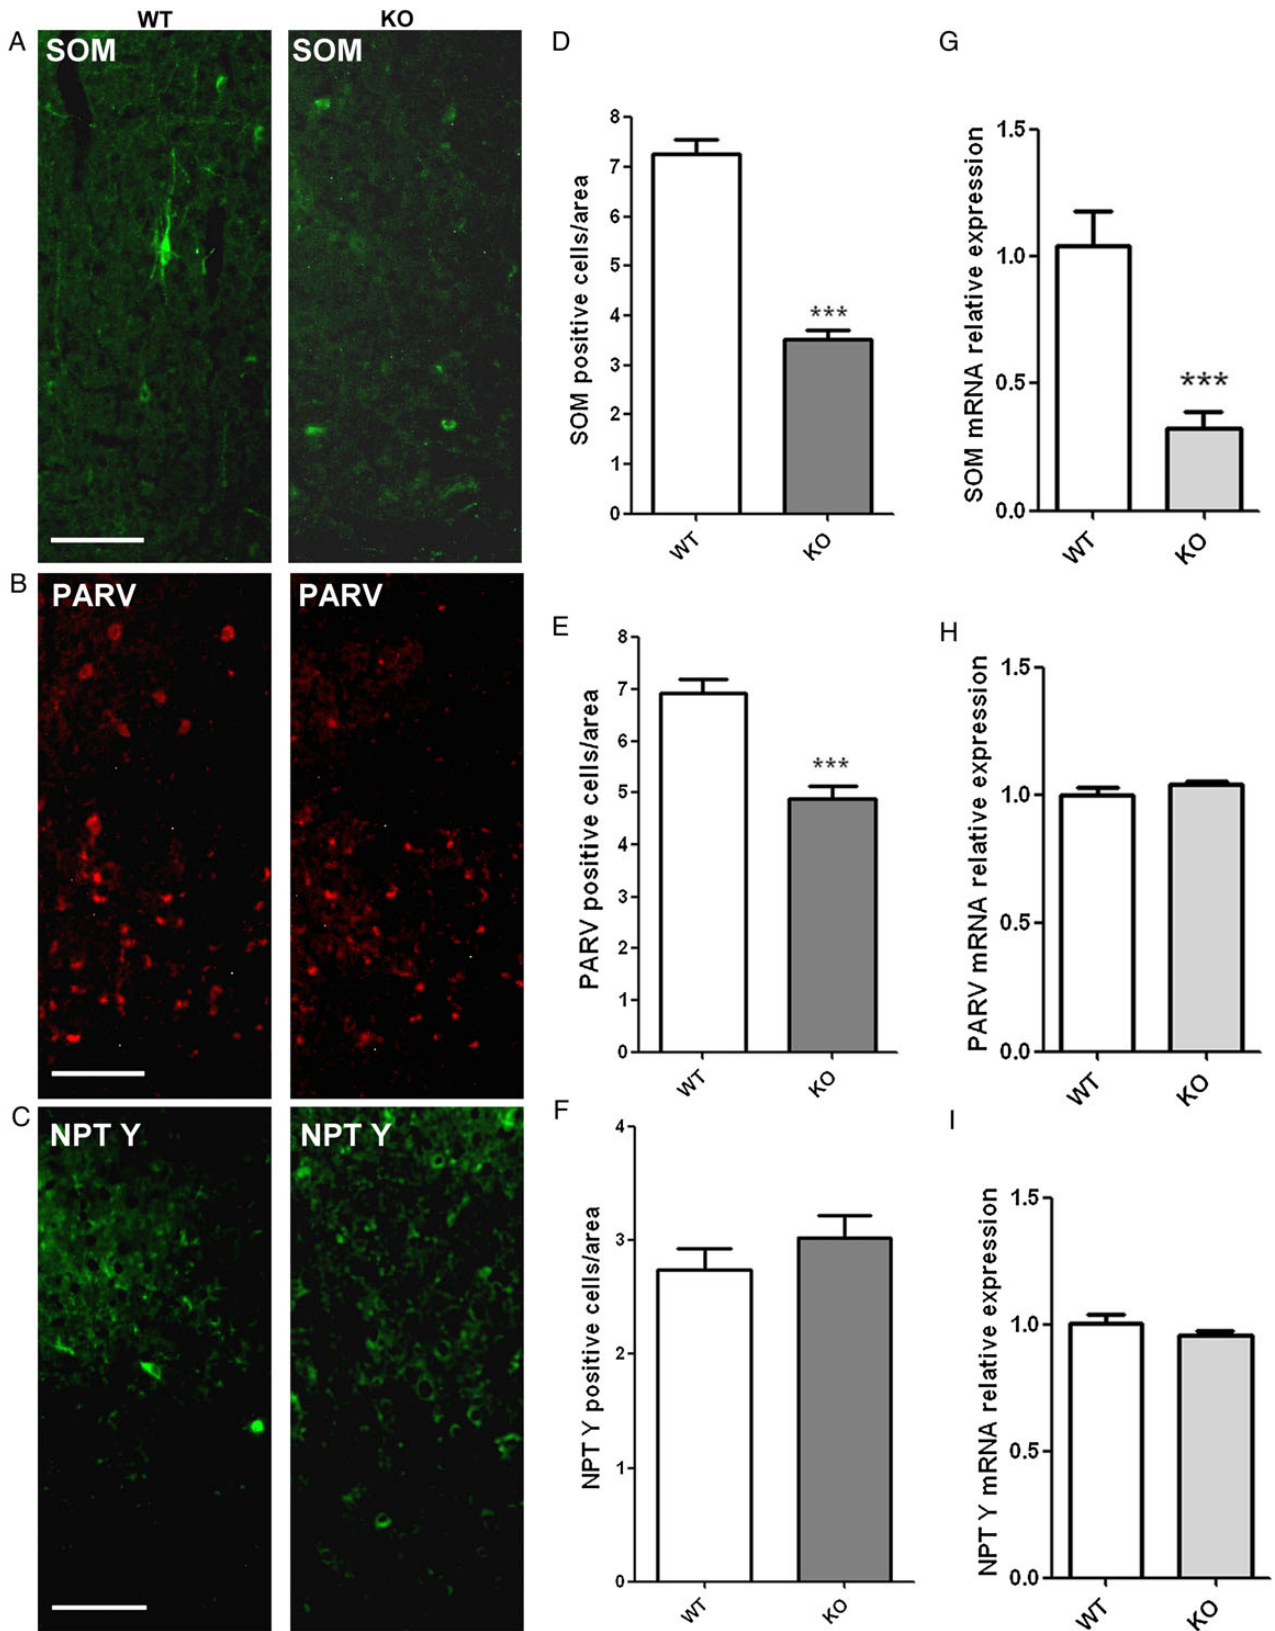 WT KO
A SOM SOM
D
8
7
6
5
4
3
2
1
0
SOM positive cells/area
***
WT KO
G
1.5
1.0
0.5
0.0
SOM mRNA relative expression
***
WT KO
B PARV PARV
E
8
7
6
5
4
3
2
1
0
PARV positive cells/area
***
WT KO
H
1.5
1.0
0.5
0.0
PARV mRNA relative expression
WT KO
C NPT Y NPT Y
F
4
3
2
1
0
NPT Y positive cells/area
WT KO
I
1.5
1.0
0.5
0.0
NPT Y mRNA relative expression
WT KO